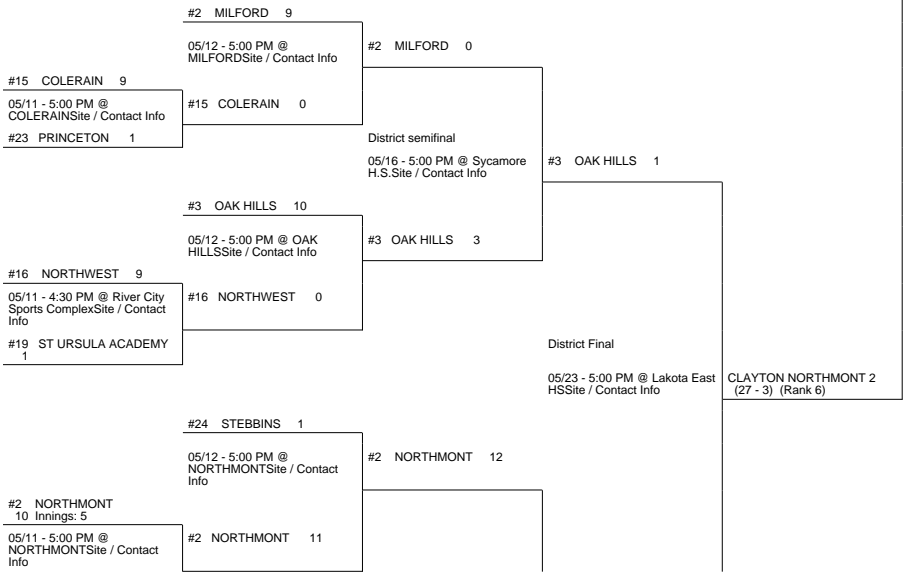 #2 MILFORD 9
05/12 - 5:00 PM @
MILFORDSite / Contact Info
#2 MILFORD 0
#15 COLERAIN 9
05/11 - 5:00 PM @
COLERAINSite / Contact Info
#15 COLERAIN 0
#23 PRINCETON 1
District semifinal
05/16 - 5:00 PM @ Sycamore
H.S.Site / Contact Info
#3 OAK HILLS 1
#3 OAK HILLS 10
05/12 - 5:00 PM @ OAK
HILLSSite / Contact Info
#3 OAK HILLS 3
#16 NORTHWEST 9
05/11 - 4:30 PM @ River City
Sports ComplexSite / Contact
Info
#16 NORTHWEST 0
#19 ST URSULA ACADEMY
1
District Final
05/23 - 5:00 PM @ Lakota East
HSSite / Contact Info
CLAYTON NORTHMONT 2
(27 - 3) (Rank 6)
#24 STEBBINS 1
05/12 - 5:00 PM @
NORTHMONTSite / Contact
Info
#2 NORTHMONT 12
#2 NORTHMONT
10 Innings: 5
05/11 - 5:00 PM @
NORTHMONTSite / Contact
Info
#2 NORTHMONT 11